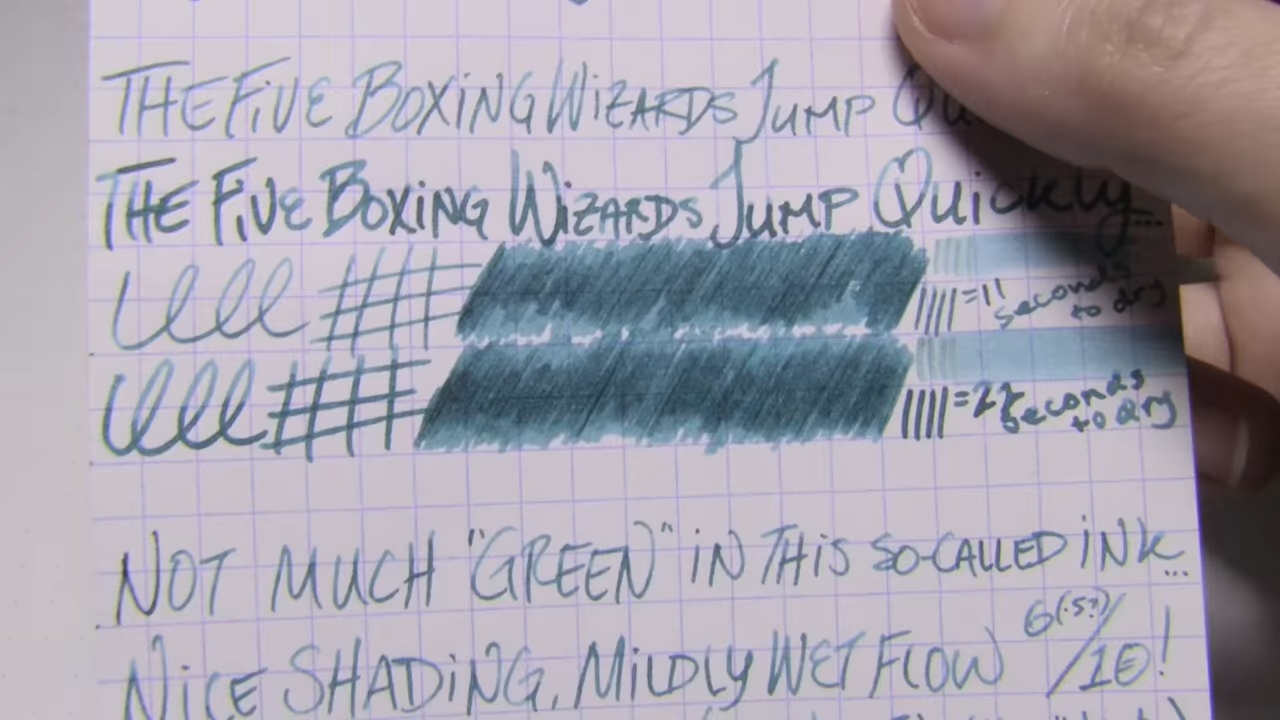 THE FiVE BOXiNG WiZARDS JUMP
THE FiVE BOXiNG WiZARDS JUMP QuickLy...
= 11 seconds to dry
= 22 seconds to dry
NOT MUCH "GREEN" iN THiS SO-CALLED iNK...
NiCE SHADiNG, MiLDLY WET FLOW 6(.5?)/10!